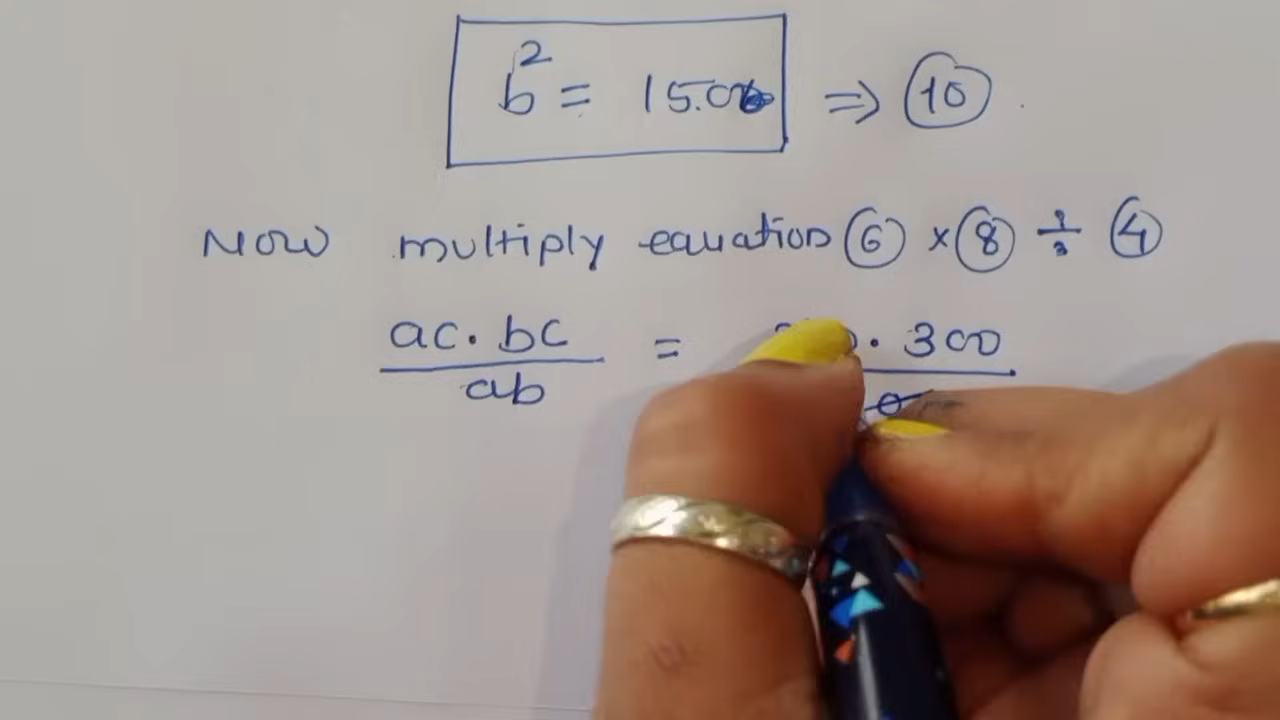 b² = 15.0 ⇒ 10
Now multiply equation 6 × 8 ÷ 4
ac·bc / ab = · 300